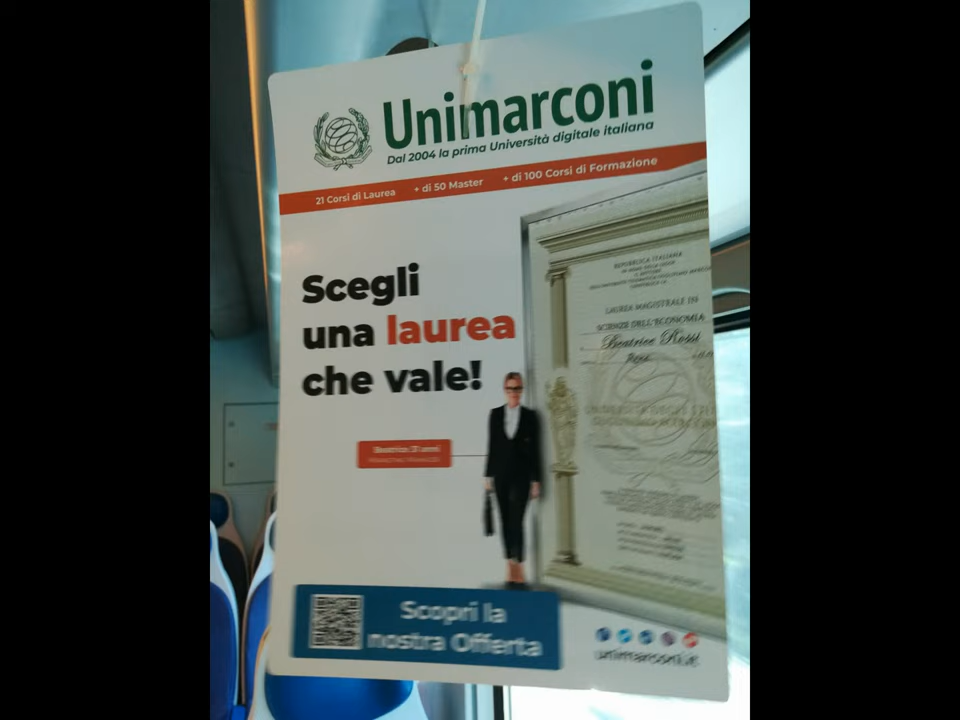 Unimarconi
Dal 2004 la prima Università digitale italiana
21 Corsi di Laurea + di 50 Master + di 100 Corsi di Formazione
Scegli
una laurea
che vale!
REPUBBLICA ITALIANA
LAUREA MAGISTRALE IN
SCIENZE DELL'ECONOMIA
Beatrice Rossi
Beatrice 31 anni
Scopri la
nostra Offerta
unimarconi.it